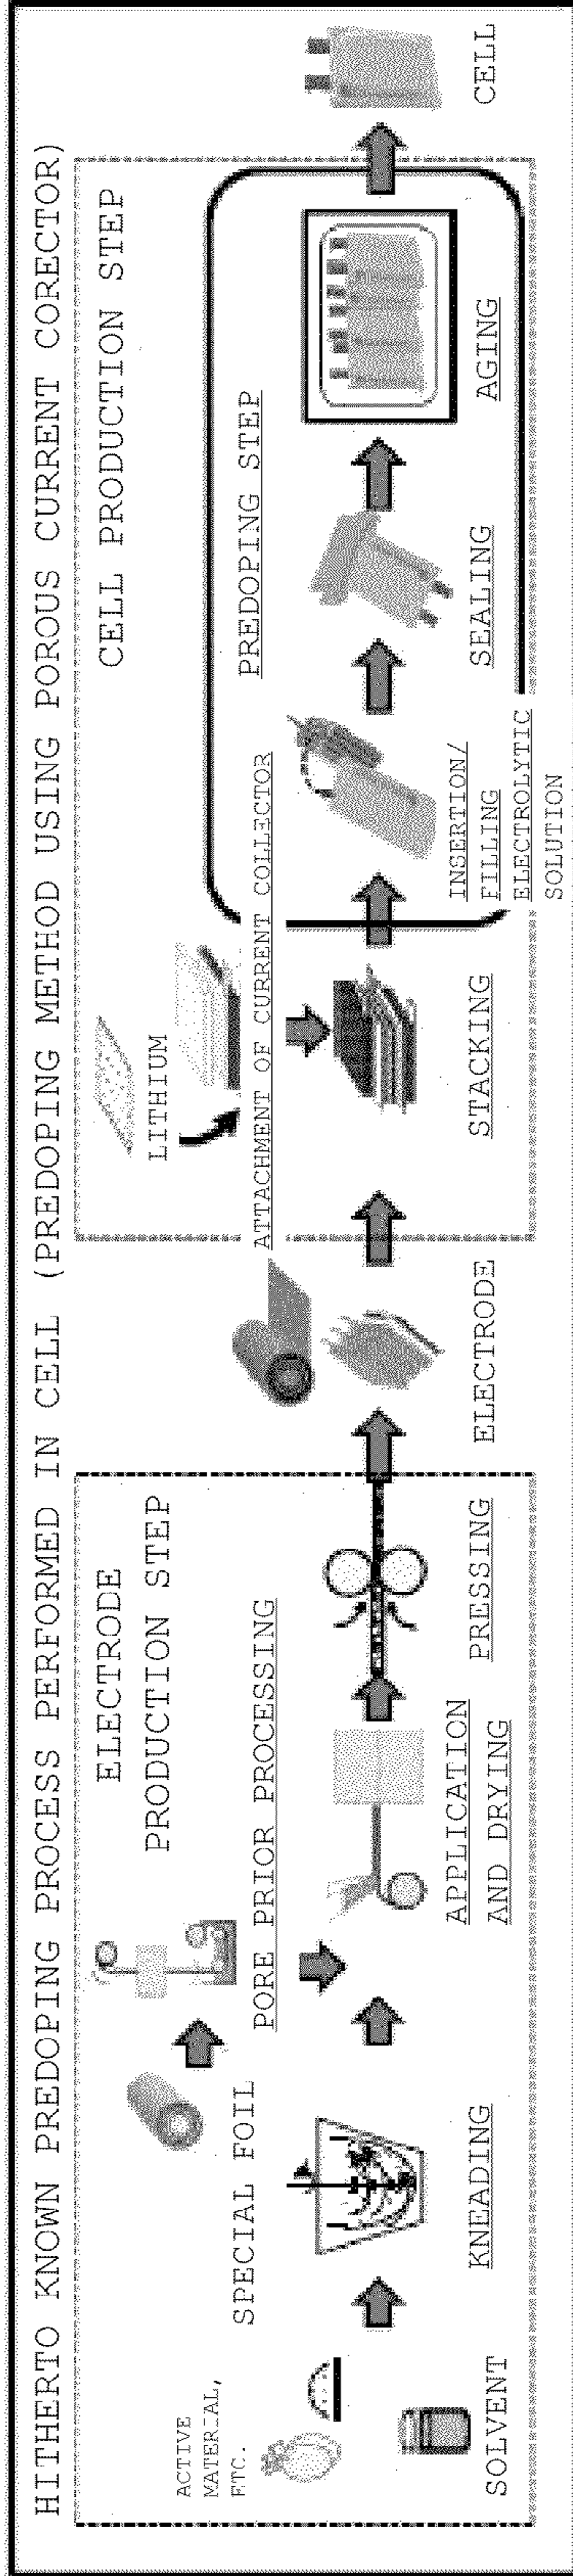 HITHERTO KNOWN PREDOPING PROCESS PERFORMED IN CELL (PREDOPING METHOD USING POROUS CURRENT CORECTOR)
ELECTRODE
PRODUCTION STEP
ACTIVE
MATERIAL,
ETC.
SOLVENT
KNEADING
SPECIAL FOIL
PORE PRIOR PROCESSING
APPLICATION
AND DRYING
PRESSING
ELECTRODE
CELL PRODUCTION STEP
LITHIUM
ATTACHMENT OF CURRENT COLLECTOR
STACKING
PREDOPING STEP
INSERTION/
FILLING
ELECTROLYTIC
SOLUTION
SEALING
AGING
CELL